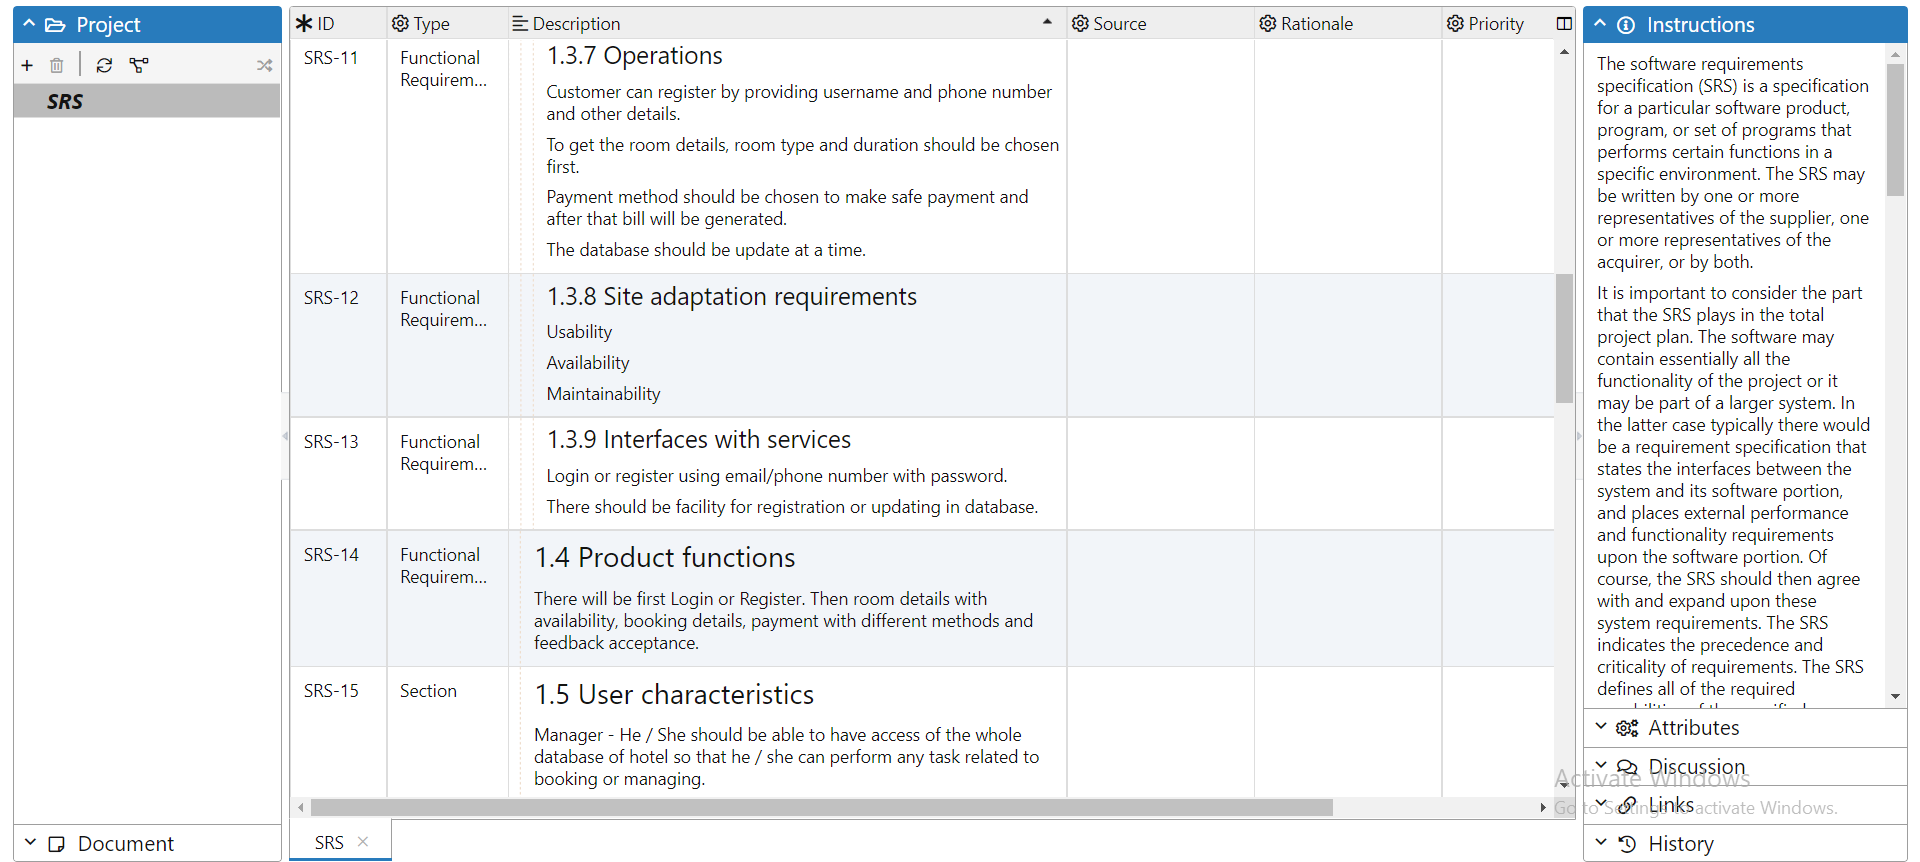 Project
SRS
Document
ID
Type
Description
Source
Rationale
Priority
SRS-11
Functional
Requirem...
1.3.7 Operations
Customer can register by providing username and phone number
and other details.
To get the room details, room type and duration should be chosen
first.
Payment method should be chosen to make safe payment and
after that bill will be generated.
The database should be update at a time.
SRS-12
Functional
Requirem...
1.3.8 Site adaptation requirements
Usability
Availability
Maintainability
SRS-13
Functional
Requirem...
1.3.9 Interfaces with services
Login or register using email/phone number with password.
There should be facility for registration or updating in database.
SRS-14
Functional
Requirem...
1.4 Product functions
There will be first Login or Register. Then room details with
availability, booking details, payment with different methods and
feedback acceptance.
SRS-15
Section
1.5 User characteristics
Manager - He / She should be able to have access of the whole
database of hotel so that he / she can perform any task related to
booking or managing.
SRS
Instructions
The software requirements
specification (SRS) is a specification
for a particular software product,
program, or set of programs that
performs certain functions in a
specific environment. The SRS may
be written by one or more
representatives of the supplier, one
or more representatives of the
acquirer, or by both.
It is important to consider the part
that the SRS plays in the total
project plan. The software may
contain essentially all the
functionality of the project or it
may be part of a larger system. In
the latter case typically there would
be a requirement specification that
states the interfaces between the
system and its software portion,
and places external performance
and functionality requirements
upon the software portion. Of
course, the SRS should then agree
with and expand upon these
system requirements. The SRS
indicates the precedence and
criticality of requirements. The SRS
defines all of the required
Attributes
Discussion
Links
History
Activate Windows
Go to Settings to activate Windows.